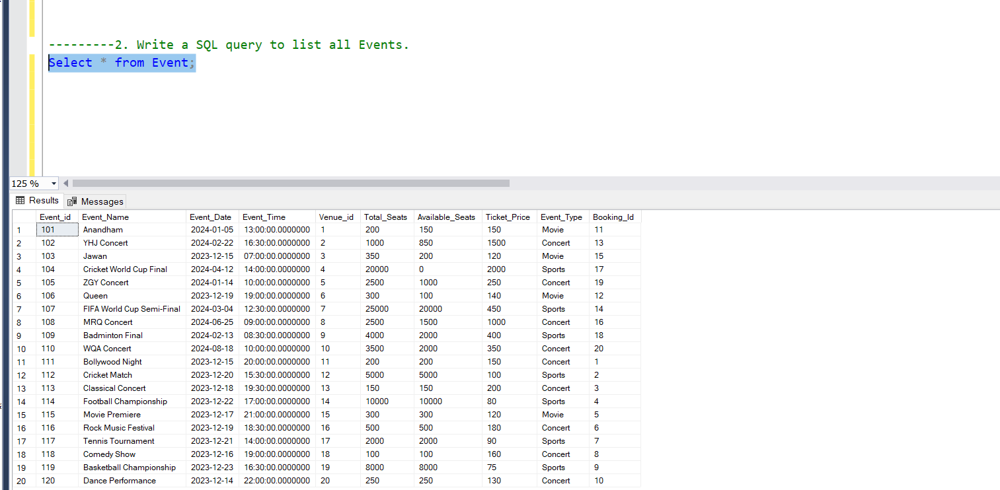 ---------2. Write a SQL query to list all Events.
Select * from Event;
125 %
Results Messages
Event_id Event_Name Event_Date Event_Time Venue_id Total_Seats Available_Seats Ticket_Price Event_Type Booking_Id
1 101 Anandham 2024-01-05 13:00:00.0000000 1 200 150 150 Movie 11
2 102 YHJ Concert 2024-02-22 16:30:00.0000000 2 1000 850 1500 Concert 13
3 103 Jawan 2023-12-15 07:00:00.0000000 3 350 200 120 Movie 15
4 104 Cricket World Cup Final 2024-04-12 14:00:00.0000000 4 20000 0 2000 Sports 17
5 105 ZGY Concert 2024-01-14 10:00:00.0000000 5 2500 1000 250 Concert 19
6 106 Queen 2023-12-19 19:00:00.0000000 6 300 100 140 Movie 12
7 107 FIFA World Cup Semi-Final 2024-03-04 12:30:00.0000000 7 25000 20000 450 Sports 14
8 108 MRQ Concert 2024-06-25 09:00:00.0000000 8 2500 1500 1000 Concert 16
9 109 Badminton Final 2024-02-13 08:30:00.0000000 9 4000 2000 400 Sports 18
10 110 WQA Concert 2024-08-18 10:00:00.0000000 10 3500 2000 350 Concert 20
11 111 Bollywood Night 2023-12-15 20:00:00.0000000 11 200 200 150 Concert 1
12 112 Cricket Match 2023-12-20 15:30:00.0000000 12 5000 5000 100 Sports 2
13 113 Classical Concert 2023-12-18 19:30:00.0000000 13 150 150 200 Concert 3
14 114 Football Championship 2023-12-22 17:00:00.0000000 14 10000 10000 80 Sports 4
15 115 Movie Premiere 2023-12-17 21:00:00.0000000 15 300 300 120 Movie 5
16 116 Rock Music Festival 2023-12-19 18:30:00.0000000 16 500 500 180 Concert 6
17 117 Tennis Tournament 2023-12-21 14:00:00.0000000 17 2000 2000 90 Sports 7
18 118 Comedy Show 2023-12-16 19:00:00.0000000 18 100 100 160 Concert 8
19 119 Basketball Championship 2023-12-23 16:30:00.0000000 19 8000 8000 75 Sports 9
20 120 Dance Performance 2023-12-14 22:00:00.0000000 20 250 250 130 Concert 10